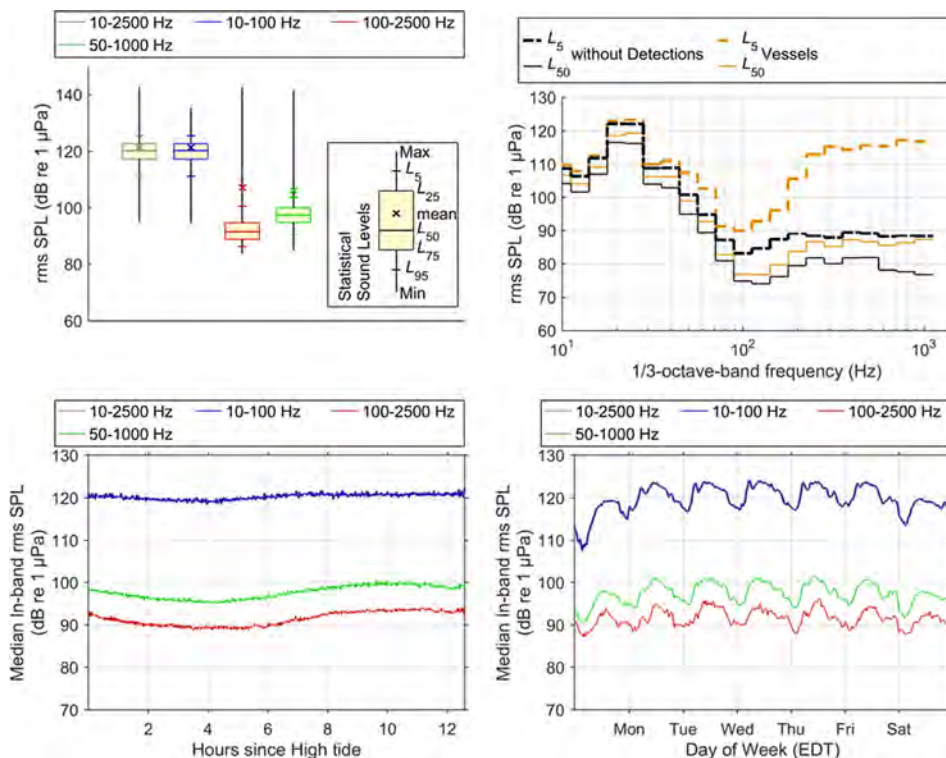 10-2500 Hz 10-100 Hz 100-2500 Hz
50-1000 Hz
rms SPL (dB re 1 µPa)
140
120
100
80
60
Statistical Sound Levels
Max
L5
L25
mean
L50
L75
L95
Min
L5 without Detections L5 Vessels
L50 L50
rms SPL (dB re 1 µPa)
130
120
110
100
90
80
70
60
10^1 10^2 10^3
1/3-octave-band frequency (Hz)
10-2500 Hz 10-100 Hz 100-2500 Hz
50-1000 Hz
Median In-band rms SPL
(dB re 1 µPa)
130
120
110
100
90
80
70
2 4 6 8 10 12
Hours since High tide
10-2500 Hz 10-100 Hz 100-2500 Hz
50-1000 Hz
Median In-band rms SPL
(dB re 1 µPa)
130
120
110
100
90
80
70
Mon Tue Wed Thu Fri Sat
Day of Week (EDT)